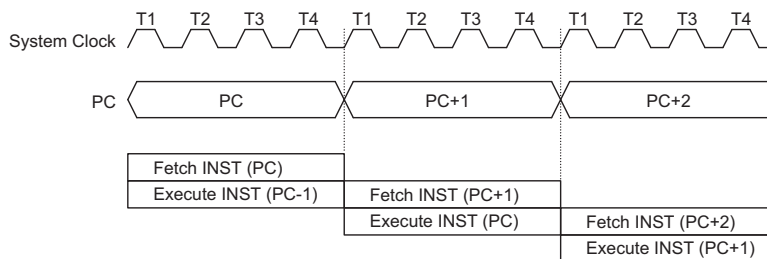 T1 T2 T3 T4 T1 T2 T3 T4 T1 T2 T3 T4
System Clock
PC PC PC+1 PC+2
Fetch INST (PC)
Execute INST (PC-1) Fetch INST (PC+1)
Execute INST (PC) Fetch INST (PC+2)
Execute INST (PC+1)